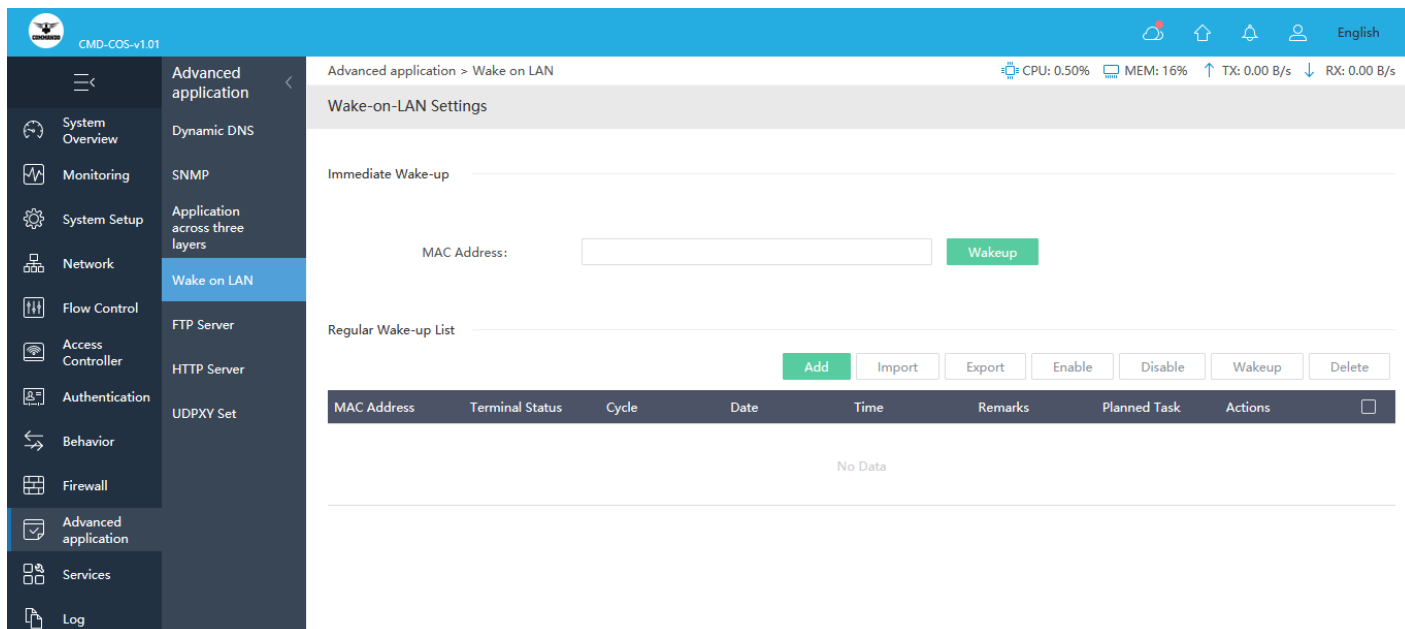 COMMANDO
CMD-COS-v1.01
English
Advanced
application
Advanced application > Wake on LAN
CPU: 0.50%
MEM: 16%
TX: 0.00 B/s
RX: 0.00 B/s
Wake-on-LAN Settings
System
Overview
Monitoring
System Setup
Network
Flow Control
Access
Controller
Authentication
Behavior
Firewall
Advanced
application
Services
Log
Dynamic DNS
SNMP
Application
across three
layers
Wake on LAN
FTP Server
HTTP Server
UDPXY Set
Immediate Wake-up
MAC Address:
Wakeup
Regular Wake-up List
Add Import Export Enable Disable Wakeup Delete
MAC Address Terminal Status Cycle Date Time Remarks Planned Task Actions
No Data